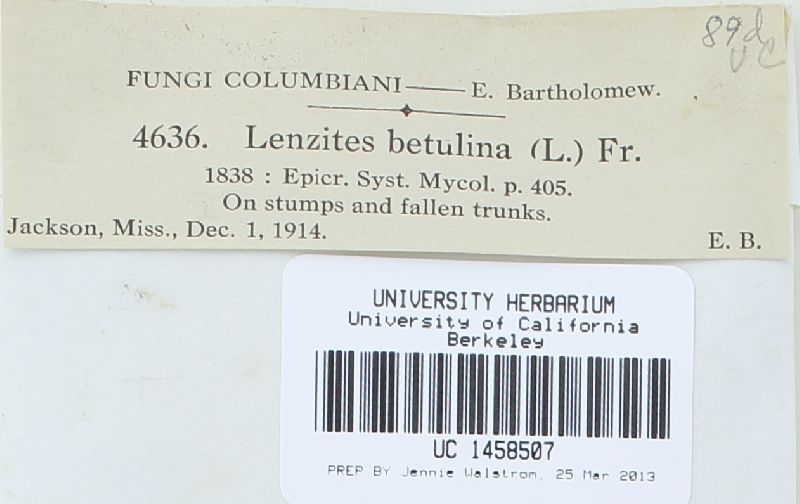 89d
V.C
FUNGI COLUMBIANI—E. Bartholomew.
4636. Lenzites betulina (L.) Fr.
1838 : Epicr. Syst. Mycol. p. 405.
On stumps and fallen trunks.
Jackson, Miss., Dec. 1, 1914.
E. B.
UNIVERSITY HERBARIUM
University of California
Berkeley
UC 1458507
PREP BY Jennie Walstrom. 25 Mar 2013